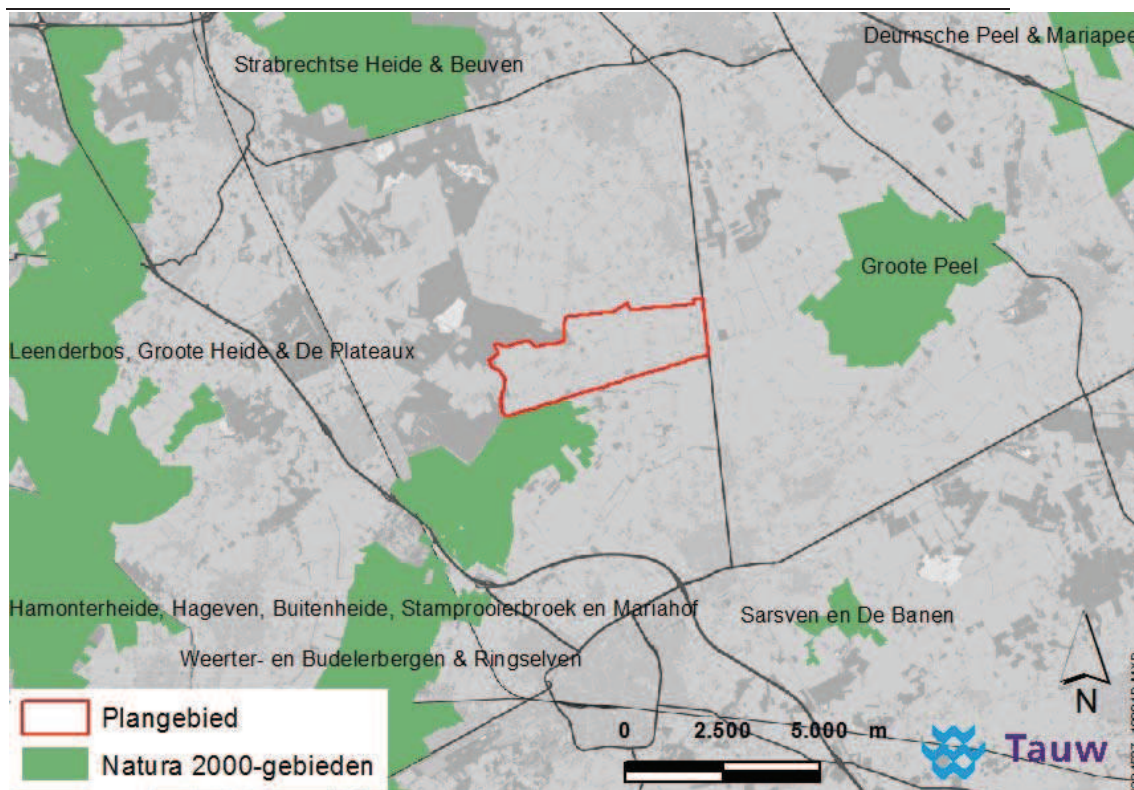 Deurnsche Peel & Mariapee
Strabrechtse Heide & Beuven
Groote Peel
Leenderbos, Groote Heide & De Plateaux
Hamonterheide, Hageven, Buitenheide, Stamprooierbroek en Mariahof
Sarsven en De Banen
Weerter- en Budelerbergen & Ringselven
Plangebied
Natura 2000-gebieden
0 2.500 5.000 m
N
Tauw